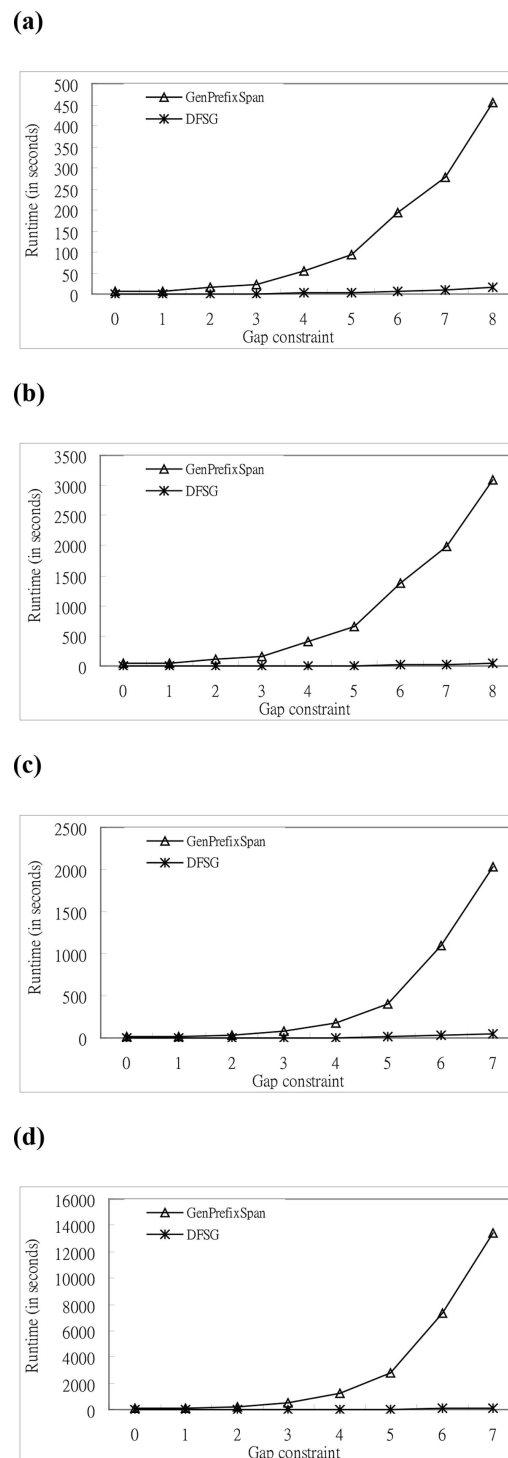 (a)
500
450
400
350
300
250
200
150
100
50
0
Runtime (in seconds)
GenPrefixSpan
DFSG
0 1 2 3 4 5 6 7 8
Gap constraint
(b)
3500
3000
2500
2000
1500
1000
500
0
Runtime (in seconds)
GenPrefixSpan
DFSG
0 1 2 3 4 5 6 7 8
Gap constraint
(c)
2500
2000
1500
1000
500
0
Runtime (in seconds)
GenPrefixSpan
DFSG
0 1 2 3 4 5 6 7
Gap constraint
(d)
16000
14000
12000
10000
8000
6000
4000
2000
0
Runtime (in seconds)
GenPrefixSpan
DFSG
0 1 2 3 4 5 6 7
Gap constraint